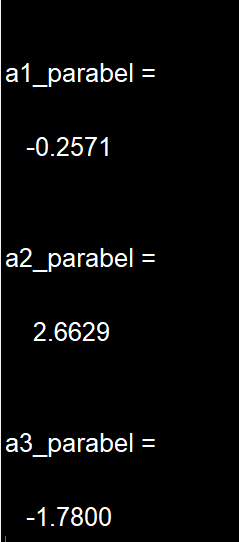 a1_parabel =
-0.2571
a2_parabel =
2.6629
a3_parabel =
-1.7800